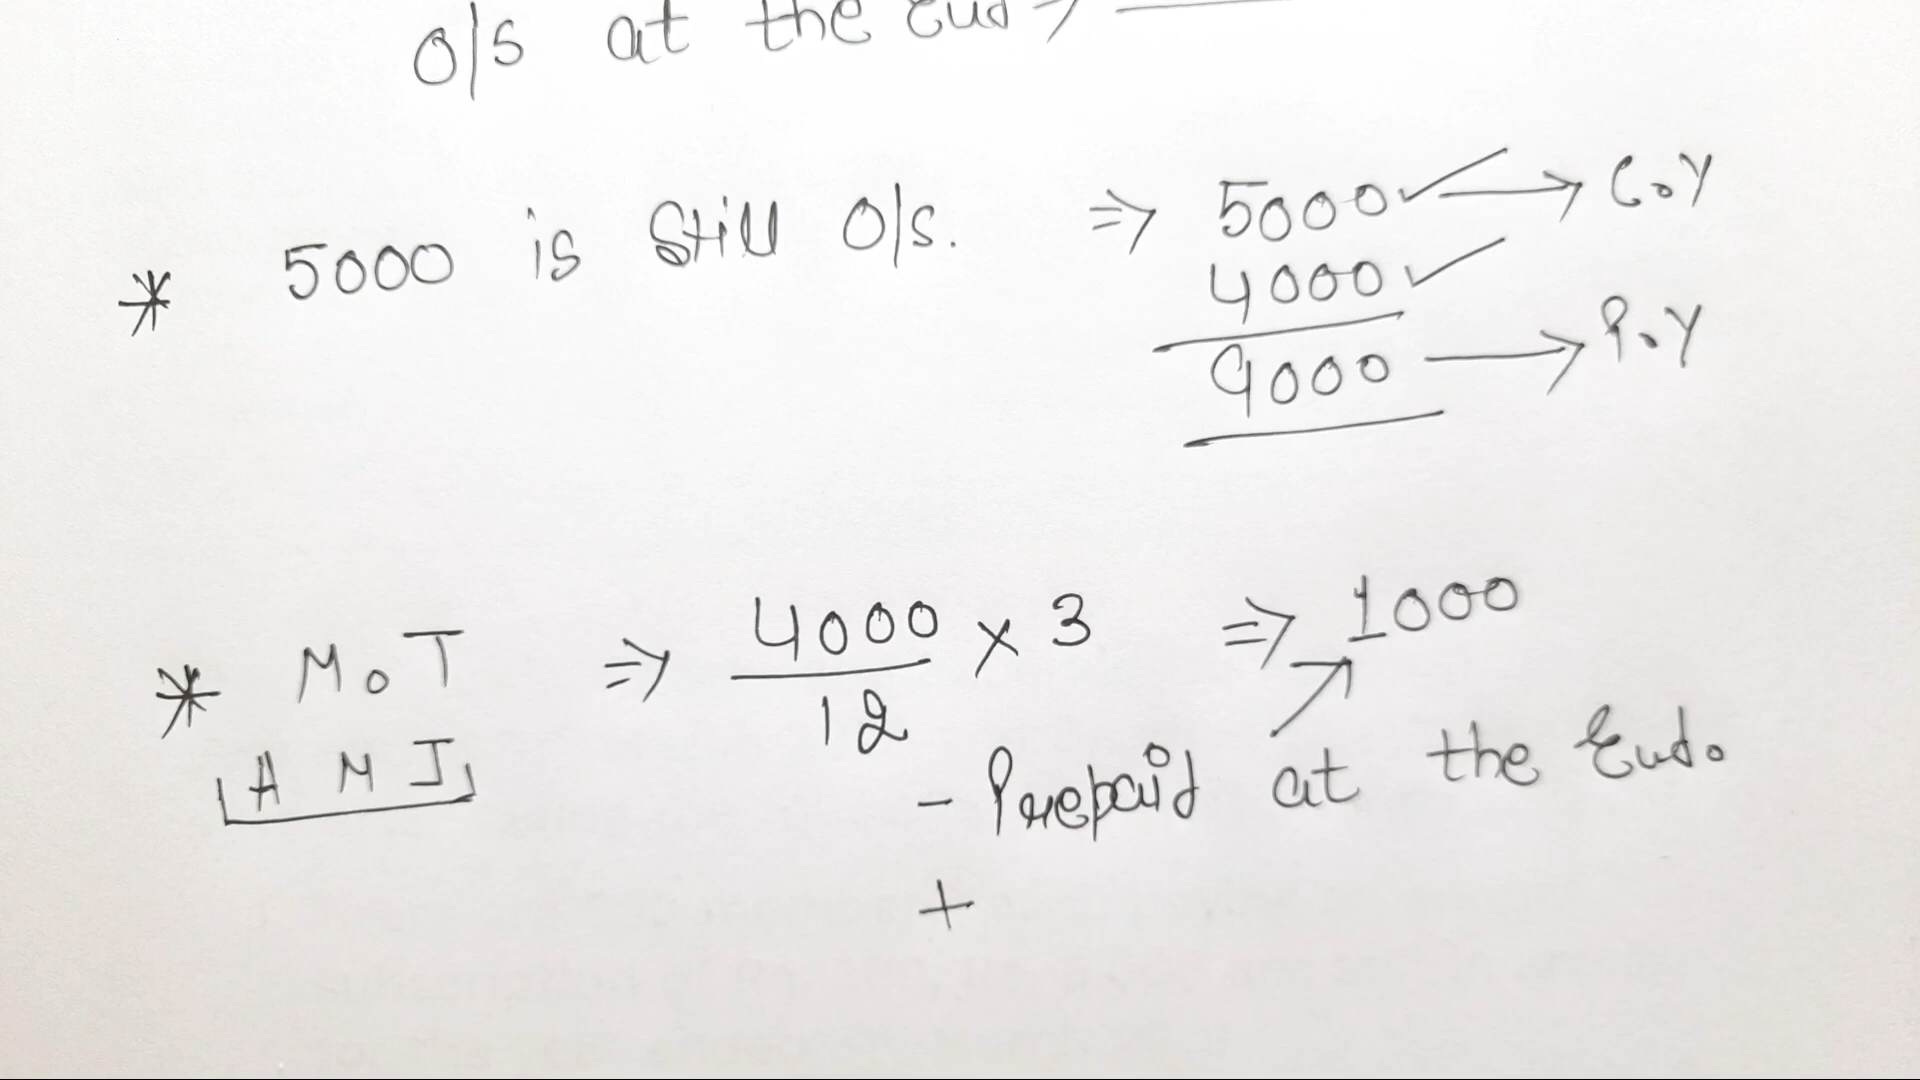 O/S at the End ⇒
* 5000 is still O/S. ⇒ 5000 ✓ → C.Y
4000 ✓
9000 → P.Y
* M.T ⇒ 4000/12 × 3 ⇒ 1000
A M J
- Prepaid at the End.
+